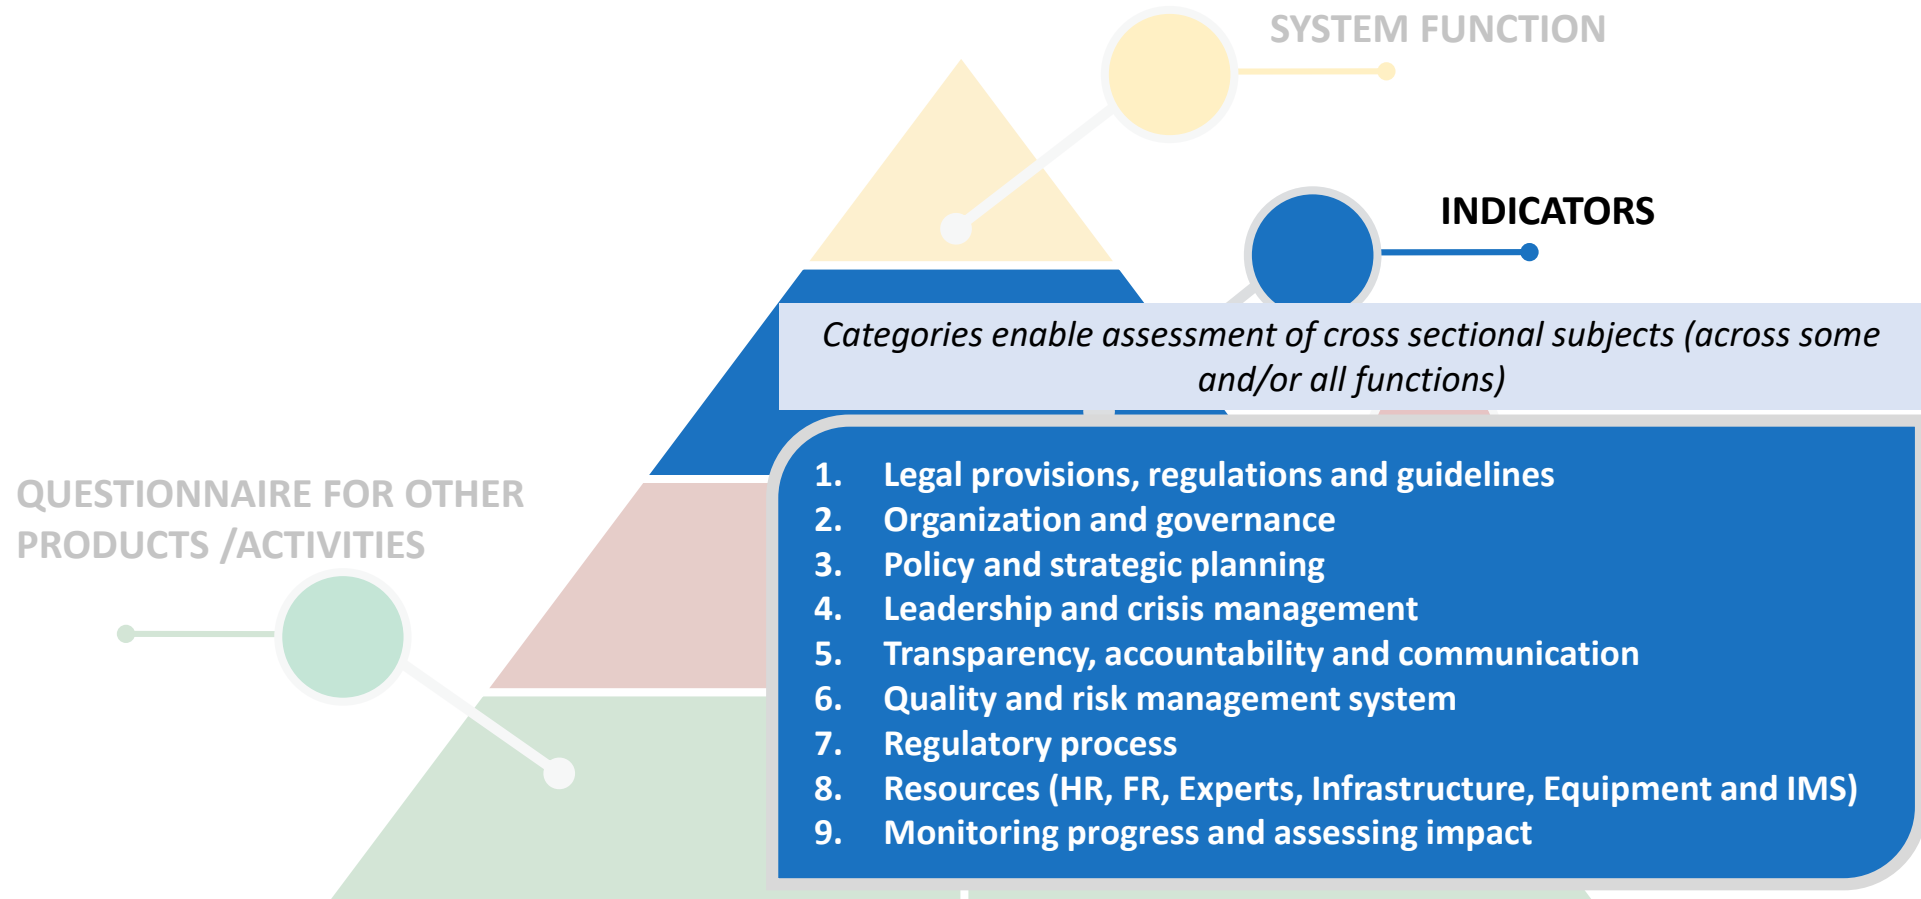 SYSTEM FUNCTION
INDICATORS
Categories enable assessment of cross sectional subjects (across some
and/or all functions)
QUESTIONNAIRE FOR OTHER
PRODUCTS /ACTIVITIES
1. Legal provisions, regulations and guidelines
2. Organization and governance
3. Policy and strategic planning
4. Leadership and crisis management
5. Transparency, accountability and communication
6. Quality and risk management system
7. Regulatory process
8. Resources (HR, FR, Experts, Infrastructure, Equipment and IMS)
9. Monitoring progress and assessing impact